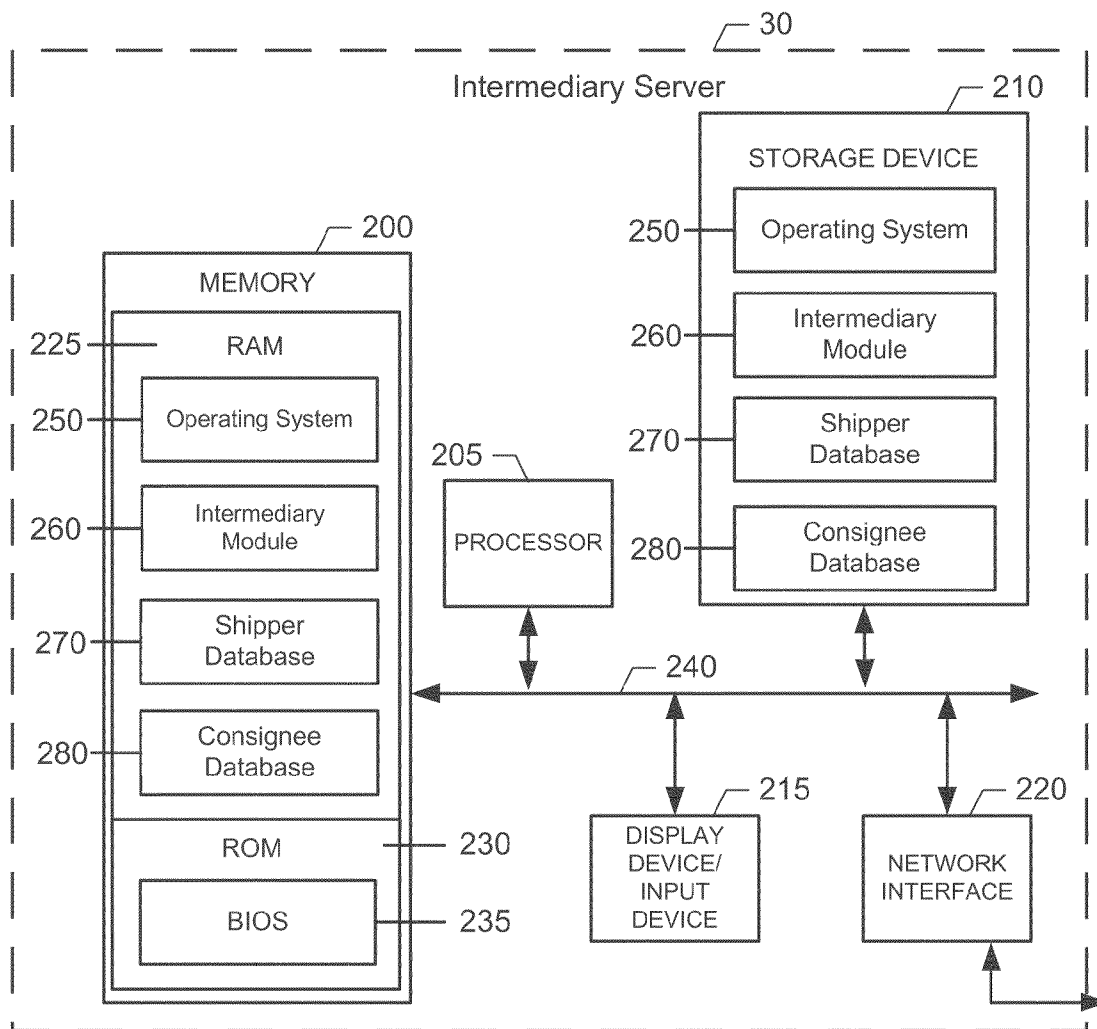 30
Intermediary Server
210
STORAGE DEVICE
250
Operating System
260
Intermediary
Module
270
Shipper
Database
280
Consignee
Database
200
MEMORY
225
RAM
250
Operating System
260
Intermediary
Module
270
Shipper
Database
280
Consignee
Database
ROM
230
BIOS
235
205
PROCESSOR
240
215
DISPLAY
DEVICE/
INPUT
DEVICE
220
NETWORK
INTERFACE